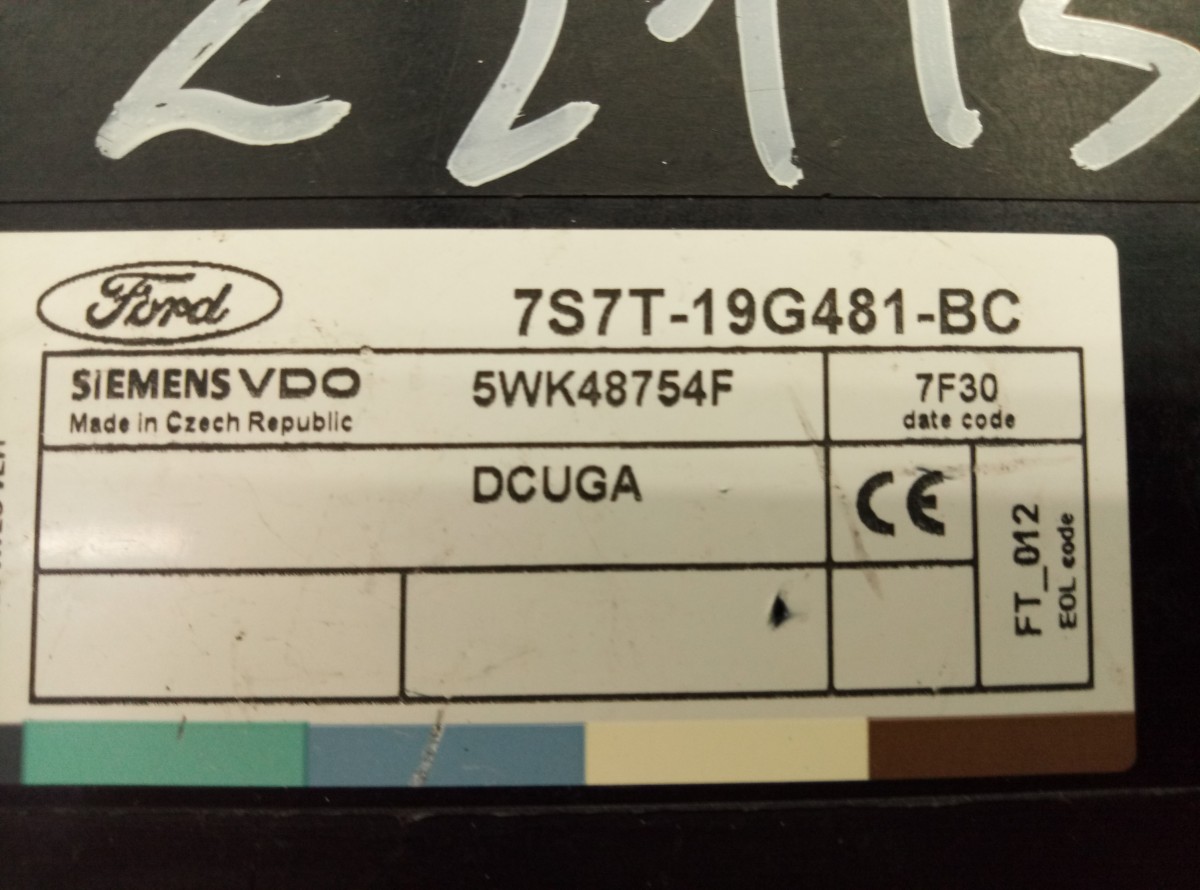 Ford
7S7T-19G481-BC
SIEMENS VDO 5WK48754F 7F30
Made in Czech Republic date code
DCUGA CE
FT_012
EOL code